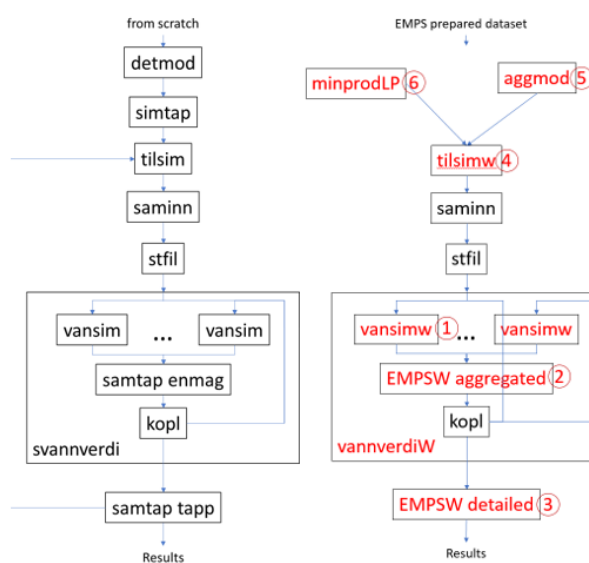 from scratch
detmod
simtap
tilsim
saminn
stfil
vansim ... vansim
samtap enmag
kopl
svannverdi
samtap tapp
Results
EMPS prepared dataset
minprodLP 6
aggmod 5
tilsimw 4
saminn
stfil
vansimw 1 ... vansimw
EMPSW aggregated 2
kopl
vannverdiW
EMPSW detailed 3
Results